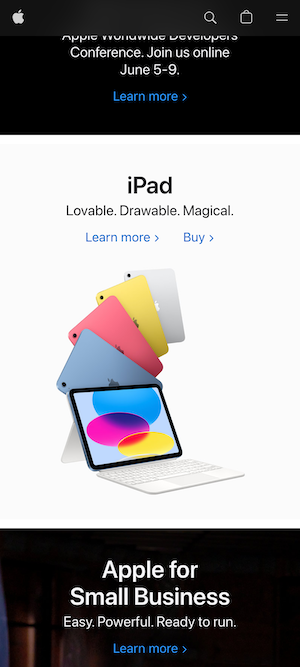 Apple Worldwide Developers
Conference. Join us online
June 5-9.
Learn more >
iPad
Lovable. Drawable. Magical.
Learn more > Buy >
Apple for
Small Business
Easy. Powerful. Ready to run.
Learn more >